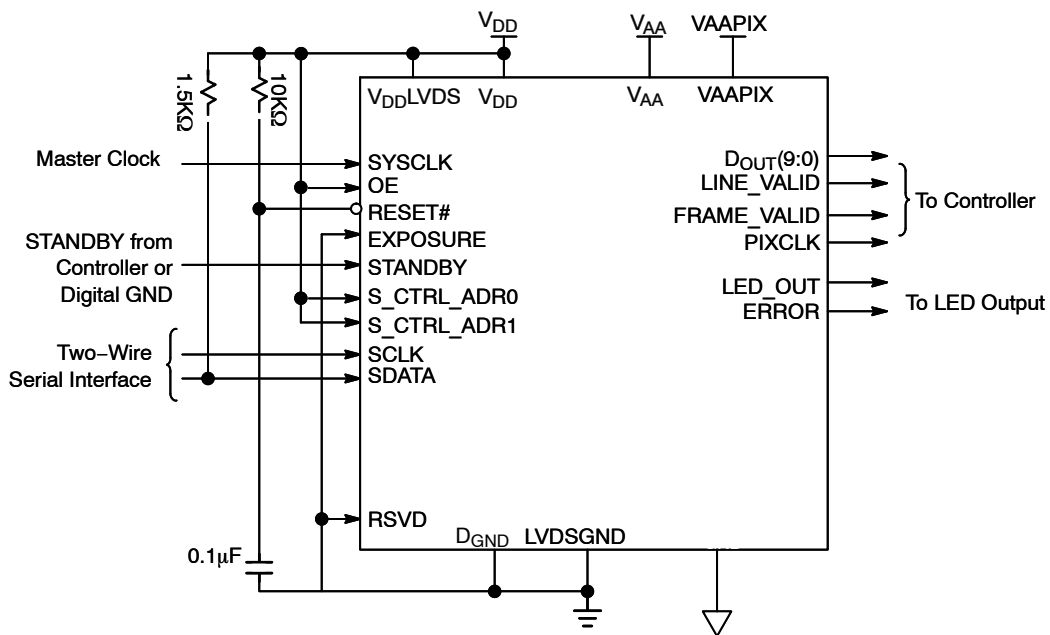 V_DD
V_AA
VAAPIX
1.5KΩ
10KΩ
V_DDLVDS
V_DD
V_AA
VAAPIX
Master Clock
SYSCLK
OE
RESET#
EXPOSURE
STANDBY from
Controller or
Digital GND
STANDBY
S_CTRL_ADR0
S_CTRL_ADR1
Two−Wire
Serial Interface
SCLK
SDATA
RSVD
D_OUT(9:0)
LINE_VALID
FRAME_VALID
PIXCLK
To Controller
LED_OUT
ERROR
To LED Output
0.1μF
D_GND
LVDSGND